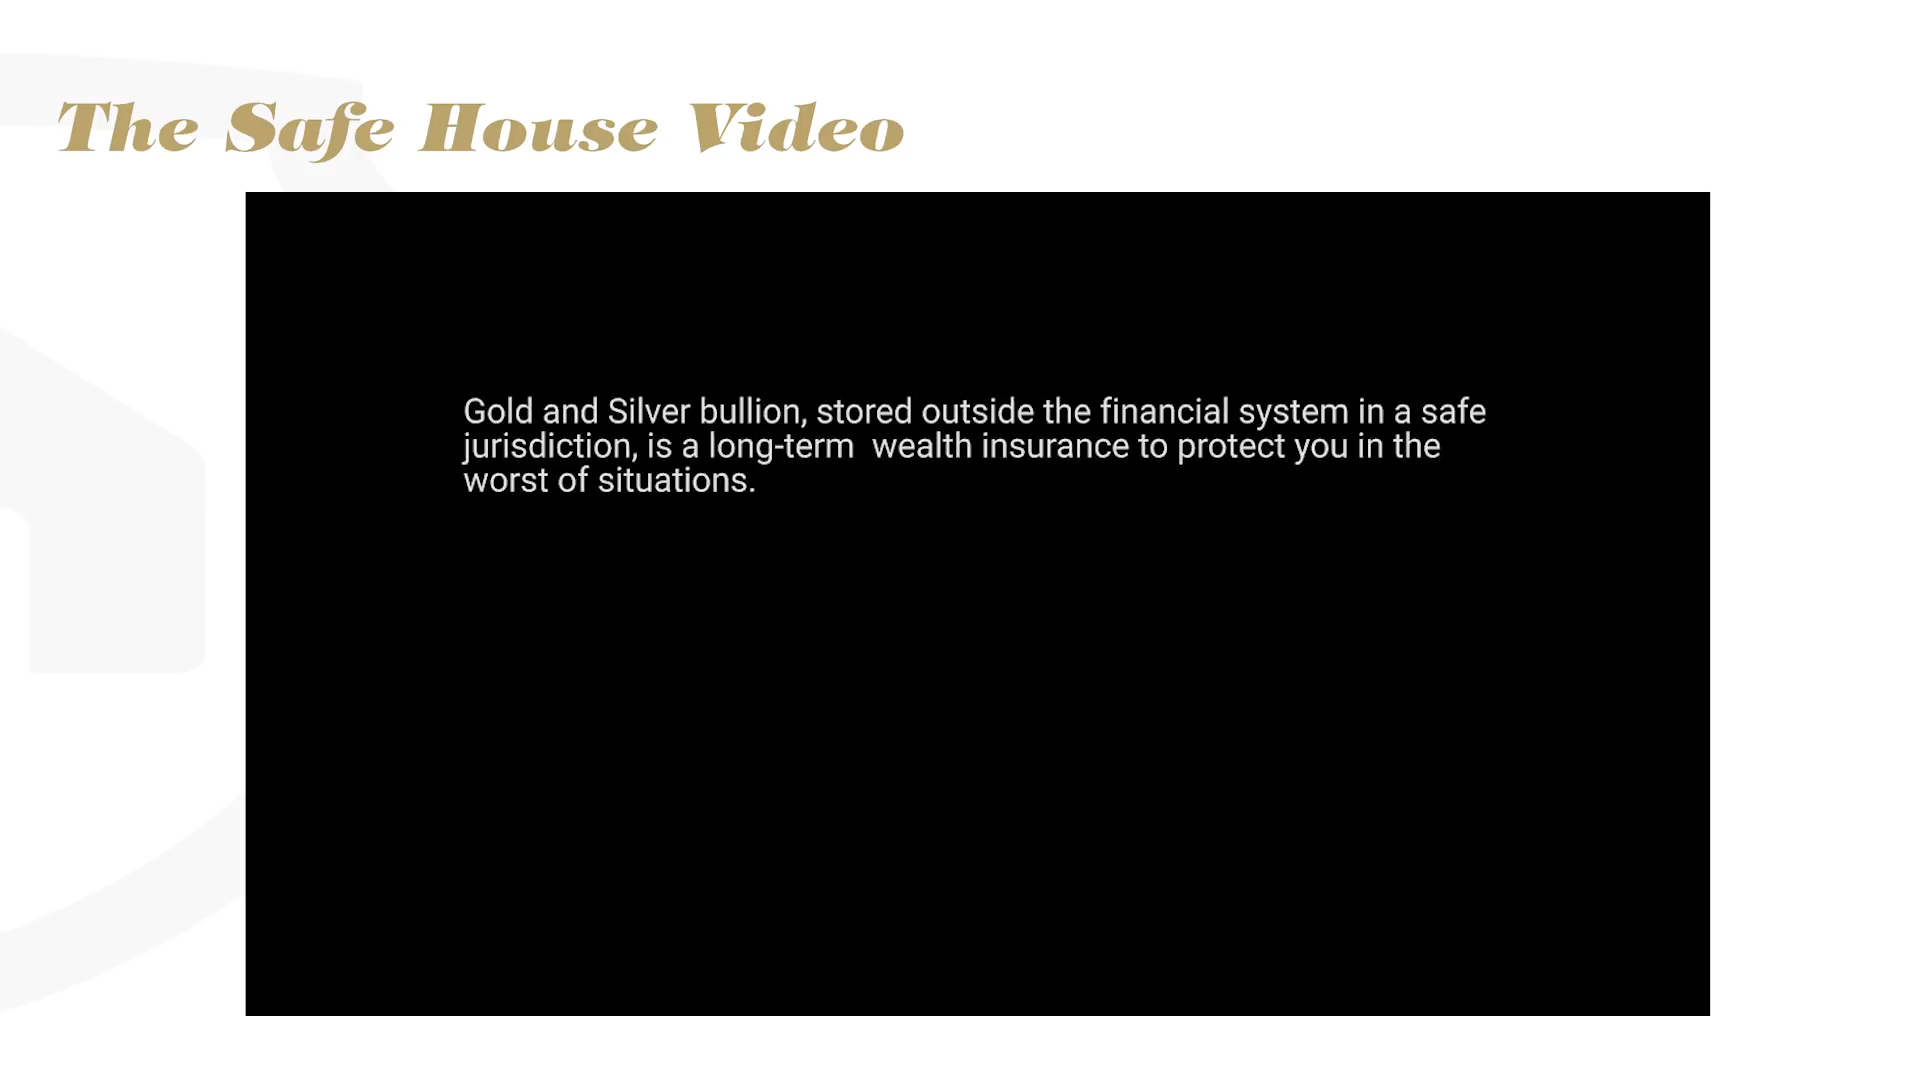 The Safe House Video
Gold and Silver bullion, stored outside the financial system in a safe
jurisdiction, is a long-term  wealth insurance to protect you in the
worst of situations.